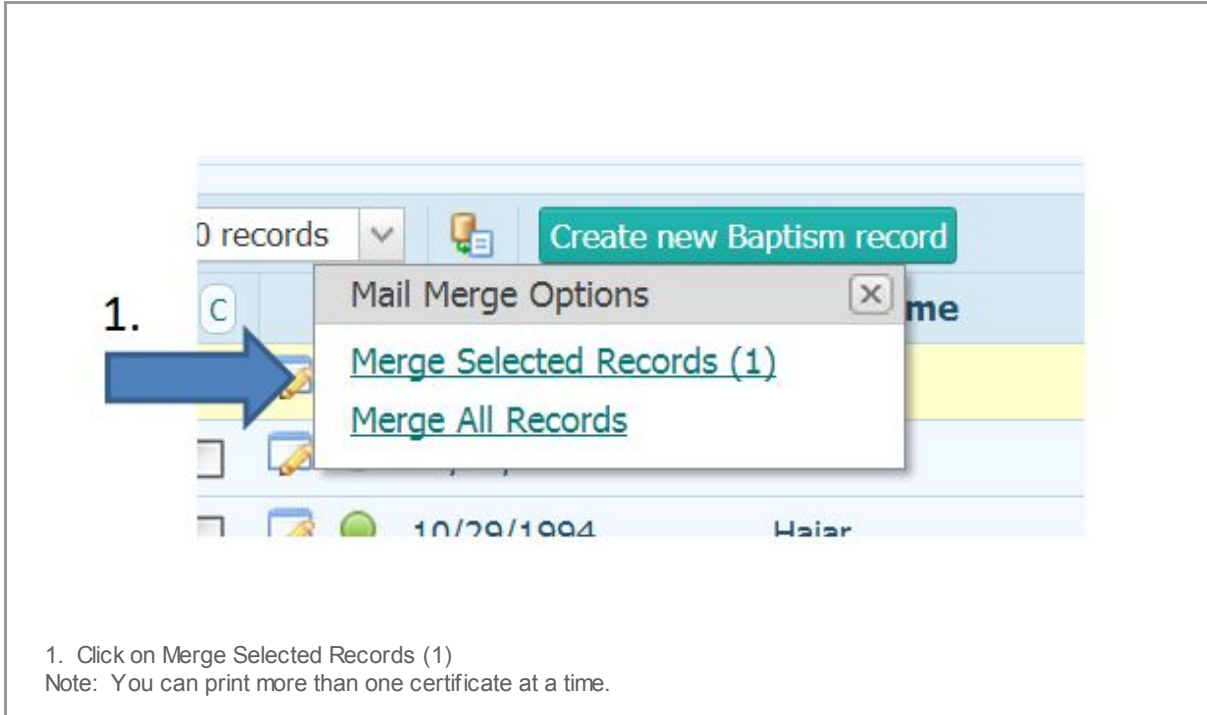 0 records
Create new Baptism record
Mail Merge Options
1.
C
me
Merge Selected Records (1)
Merge All Records
10/29/1994 Hajar
1. Click on Merge Selected Records (1)
Note: You can print more than one certificate at a time.